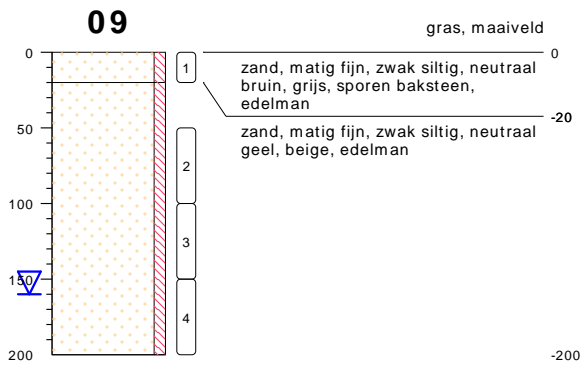 09
gras, maaiveld
0
1
0
zand, matig fijn, zwak siltig, neutraal
bruin, grijs, sporen baksteen,
edelman
-20
zand, matig fijn, zwak siltig, neutraal
geel, beige, edelman
50
2
100
3
150
4
200
-200